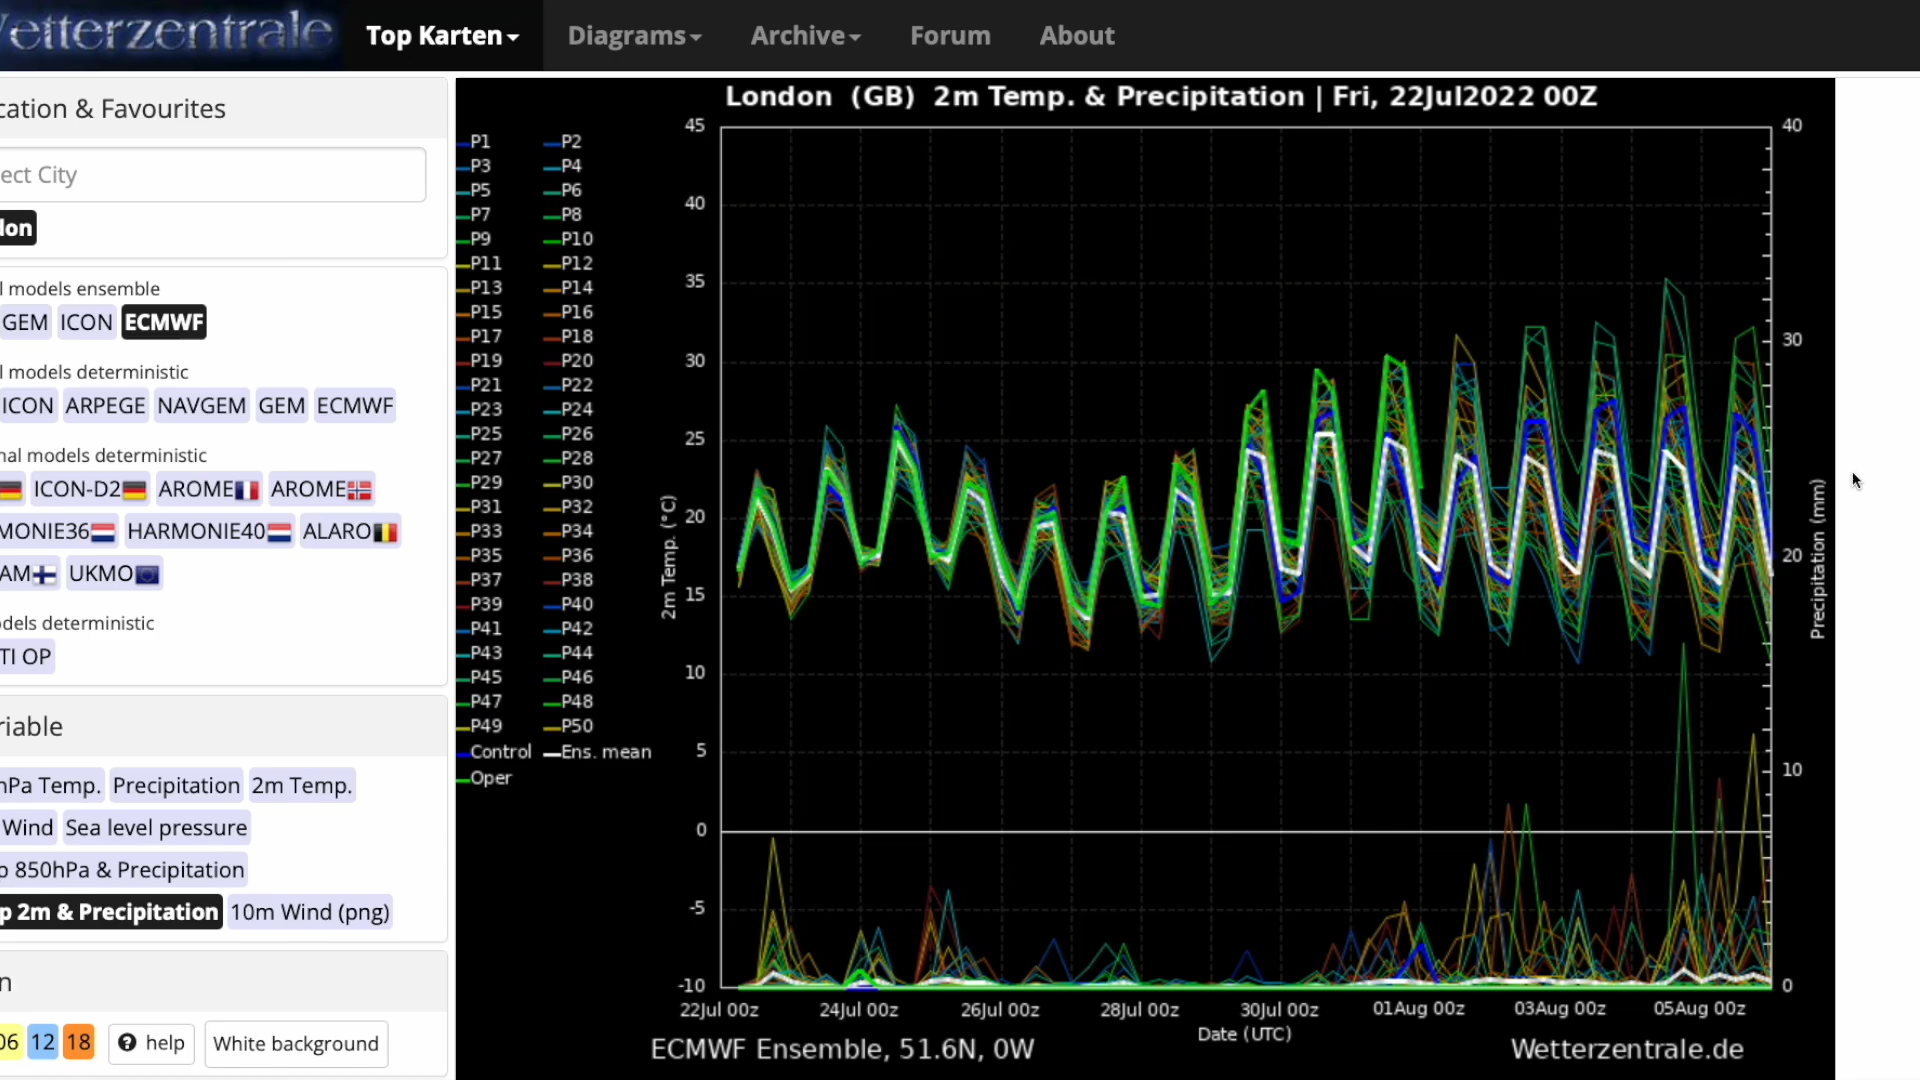 etterzentrale
Top Karten
Diagrams
Archive
Forum
About
cation & Favourites
ect City
don
l models ensemble
GEM ICON ECMWF
l models deterministic
ICON ARPEGE NAVGEM GEM ECMWF
nal models deterministic
ICON-D2 AROME AROME
MONIE36 HARMONIE40 ALARO
AM UKMO
dels deterministic
TI OP
riable
hPa Temp. Precipitation 2m Temp.
Wind Sea level pressure
p 850hPa & Precipitation
p 2m & Precipitation 10m Wind (png)
n
06 12 18 help White background
London (GB) 2m Temp. & Precipitation | Fri, 22Jul2022 00Z
P1 P2
P3 P4
P5 P6
P7 P8
P9 P10
P11 P12
P13 P14
P15 P16
P17 P18
P19 P20
P21 P22
P23 P24
P25 P26
P27 P28
P29 P30
P31 P32
P33 P34
P35 P36
P37 P38
P39 P40
P41 P42
P43 P44
P45 P46
P47 P48
P49 P50
Control Ens. mean
Oper
2m Temp. (°C)
45
40
35
30
25
20
15
10
5
0
-5
-10
40
30
20
10
0
Precipitation (mm)
22Jul 00z 24Jul 00z 26Jul 00z 28Jul 00z 30Jul 00z 01Aug 00z 03Aug 00z 05Aug 00z
Date (UTC)
ECMWF Ensemble, 51.6N, 0W
Wetterzentrale.de